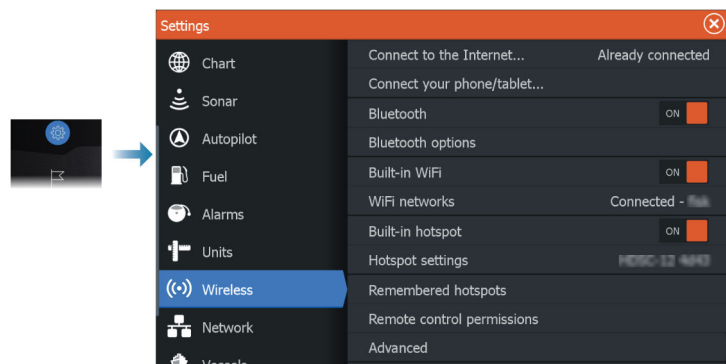 Settings
Chart
Sonar
Autopilot
Fuel
Alarms
Units
Wireless
Network
Vessels
Connect to the Internet... Already connected
Connect your phone/tablet...
Bluetooth ON
Bluetooth options
Built-in WiFi ON
WiFi networks Connected -
Built-in hotspot ON
Hotspot settings
Remembered hotspots
Remote control permissions
Advanced